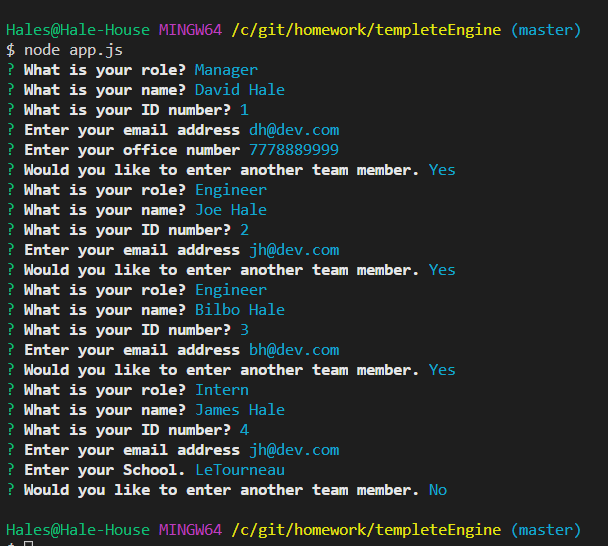 Hales@Hale-House MINGW64 /c/git/homework/templeteEngine (master)
$ node app.js
? What is your role? Manager
? What is your name? David Hale
? What is your ID number? 1
? Enter your email address dh@dev.com
? Enter your office number 7778889999
? Would you like to enter another team member. Yes
? What is your role? Engineer
? What is your name? Joe Hale
? What is your ID number? 2
? Enter your email address jh@dev.com
? Would you like to enter another team member. Yes
? What is your role? Engineer
? What is your name? Bilbo Hale
? What is your ID number? 3
? Enter your email address bh@dev.com
? Would you like to enter another team member. Yes
? What is your role? Intern
? What is your name? James Hale
? What is your ID number? 4
? Enter your email address jh@dev.com
? Enter your School. LeTourneau
? Would you like to enter another team member. No
Hales@Hale-House MINGW64 /c/git/homework/templeteEngine (master)